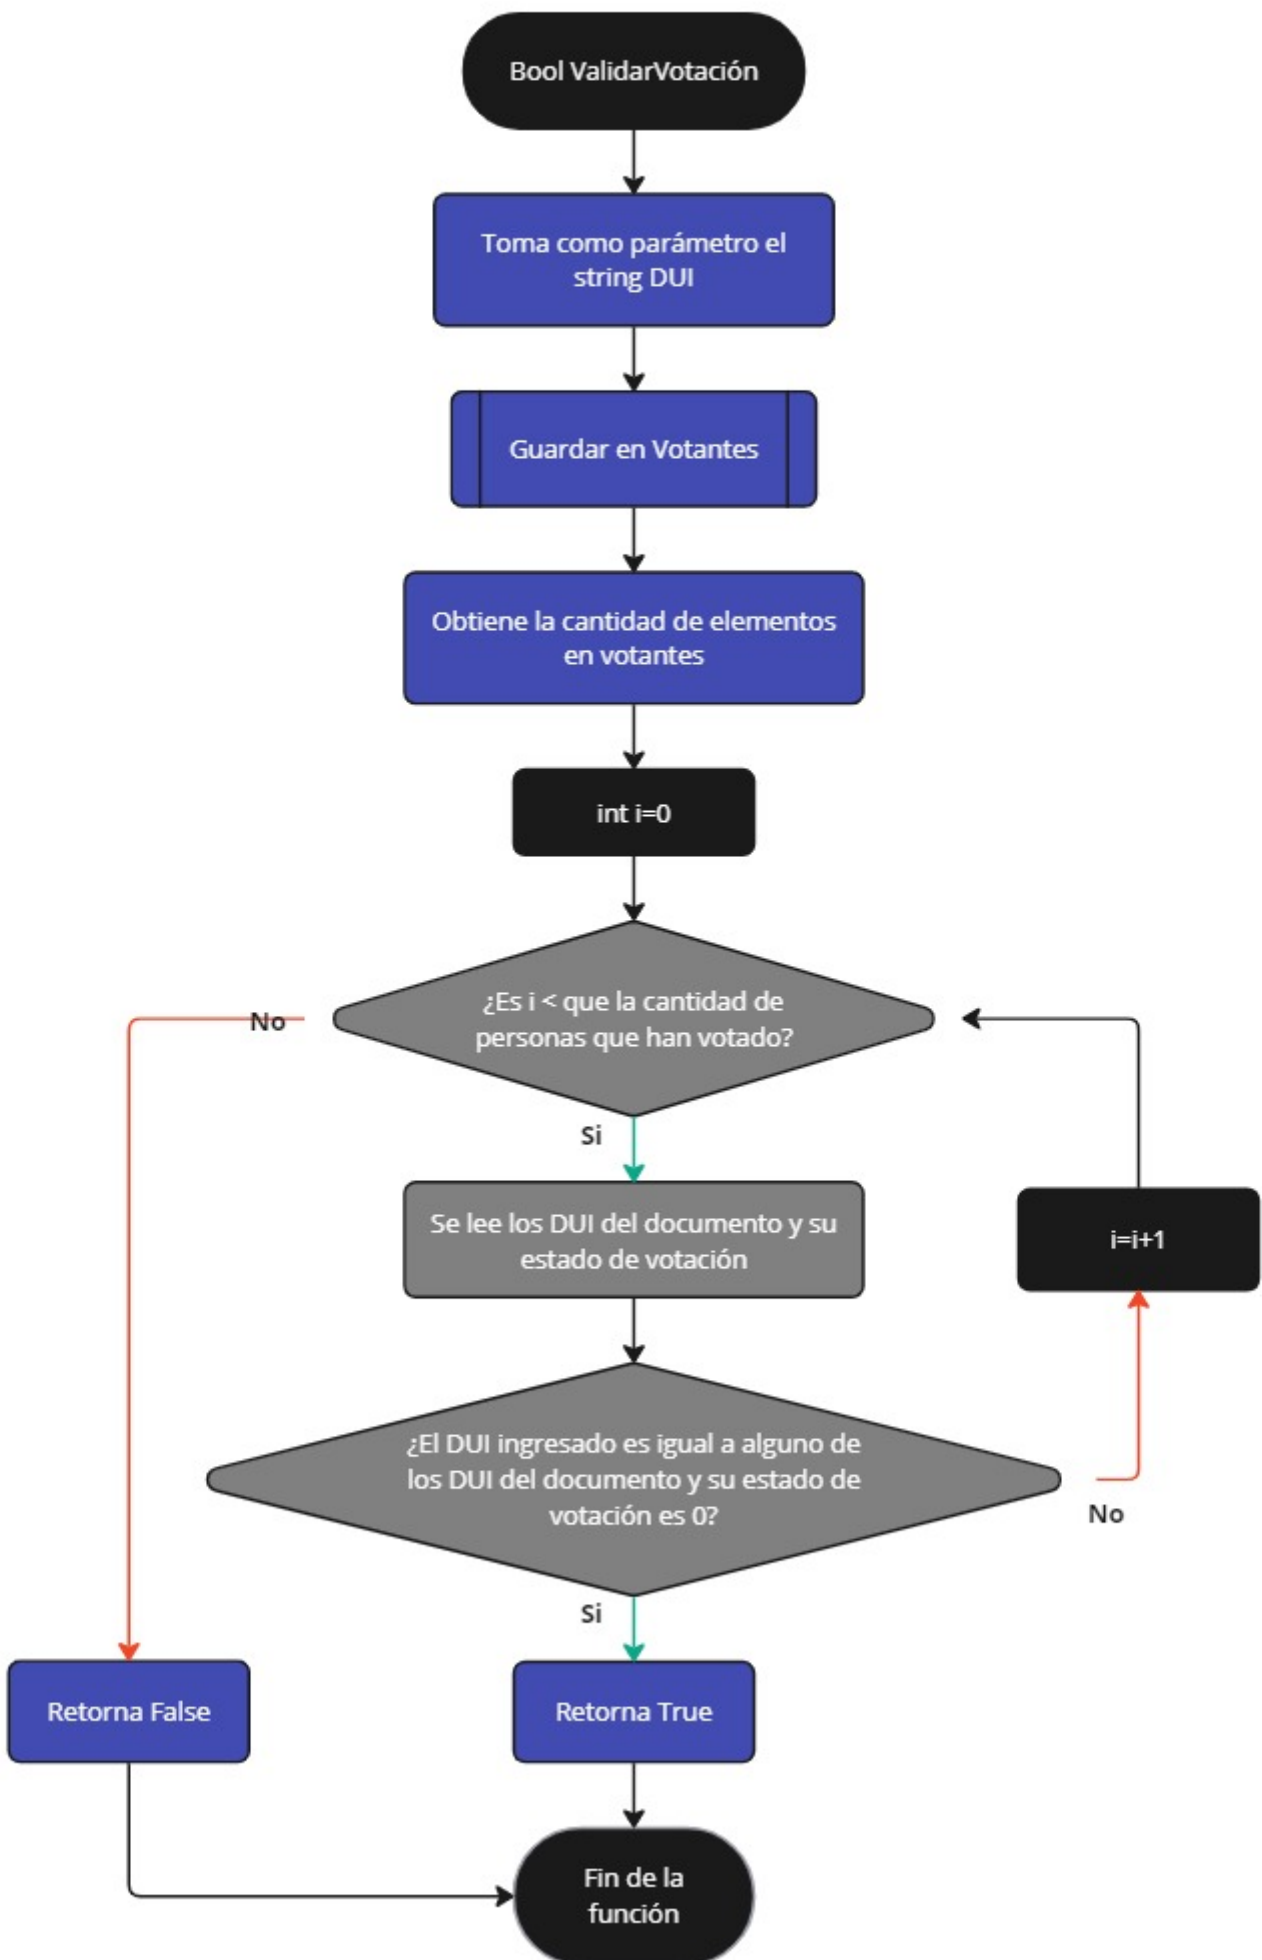 Bool ValidarVotación
Toma como parámetro el
string DUI
Guardar en Votantes
Obtiene la cantidad de elementos
en votantes
int i=0
¿Es i < que la cantidad de
personas que han votado?
No
Si
Se lee los DUI del documento y su
estado de votación
i=i+1
¿El DUI ingresado es igual a alguno de
los DUI del documento y su estado de
votación es 0?
No
Si
Retorna False
Retorna True
Fin de la
función